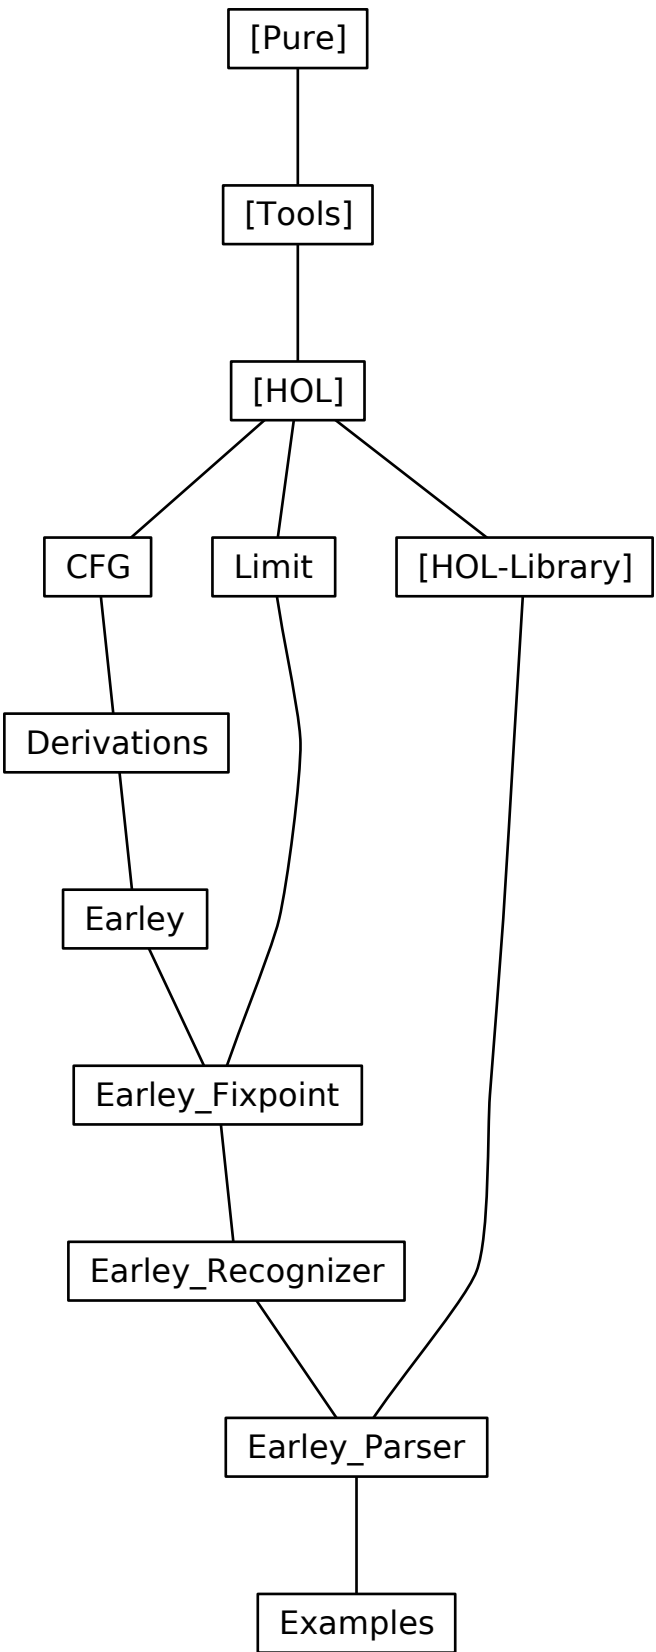 [Pure]
[Tools]
[HOL]
CFG
Limit
[HOL-Library]
Derivations
Earley
Earley_Fixpoint
Earley_Recognizer
Earley_Parser
Examples